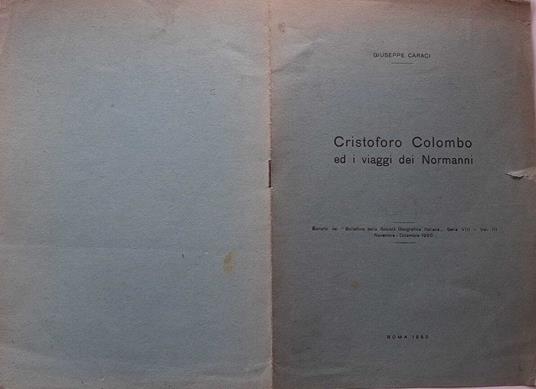 GIUSEPPE CARACI
Cristoforo Colombo
ed i viaggi dei Normanni
Estratto dal "Bollettino della Società Geografica Italiana„ Serie VIII - Vol. III
Novembre-Dicembre 1950
ROMA 1950